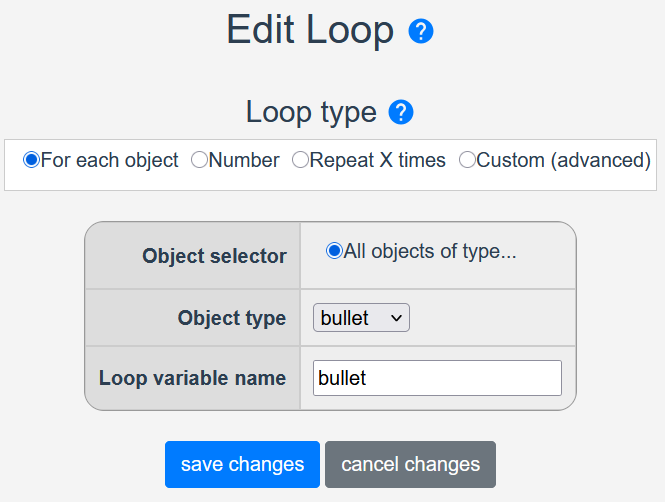 Edit Loop ?
Loop type ?
For each object Number Repeat X times Custom (advanced)
Object selector All objects of type...
Object type bullet
Loop variable name bullet
save changes cancel changes